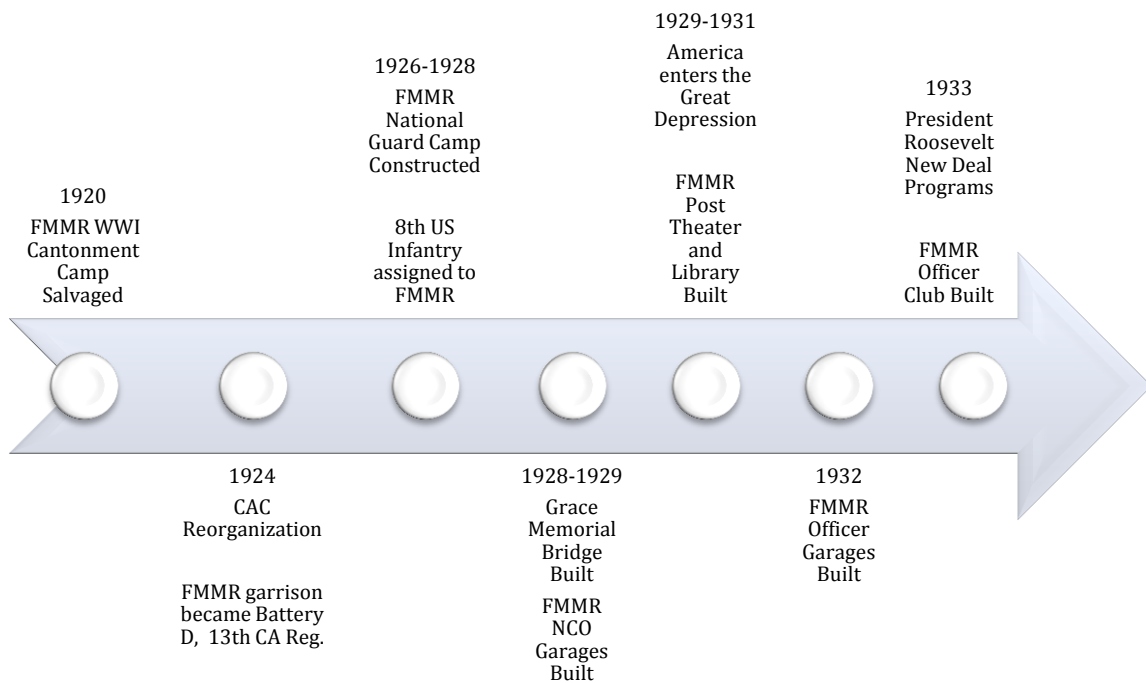 1920
FMMR WWI
Cantonment
Camp
Salvaged
1924
CAC
Reorganization
FMMR garrison
became Battery
D, 13th CA Reg.
1926-1928
FMMR
National
Guard Camp
Constructed
8th US
Infantry
assigned to
FMMR
1928-1929
Grace
Memorial
Bridge
Built
FMMR
NCO
Garages
Built
1929-1931
America
enters the
Great
Depression
FMMR
Post
Theater
and
Library
Built
1932
FMMR
Officer
Garages
Built
1933
President
Roosevelt
New Deal
Programs
FMMR
Officer
Club Built